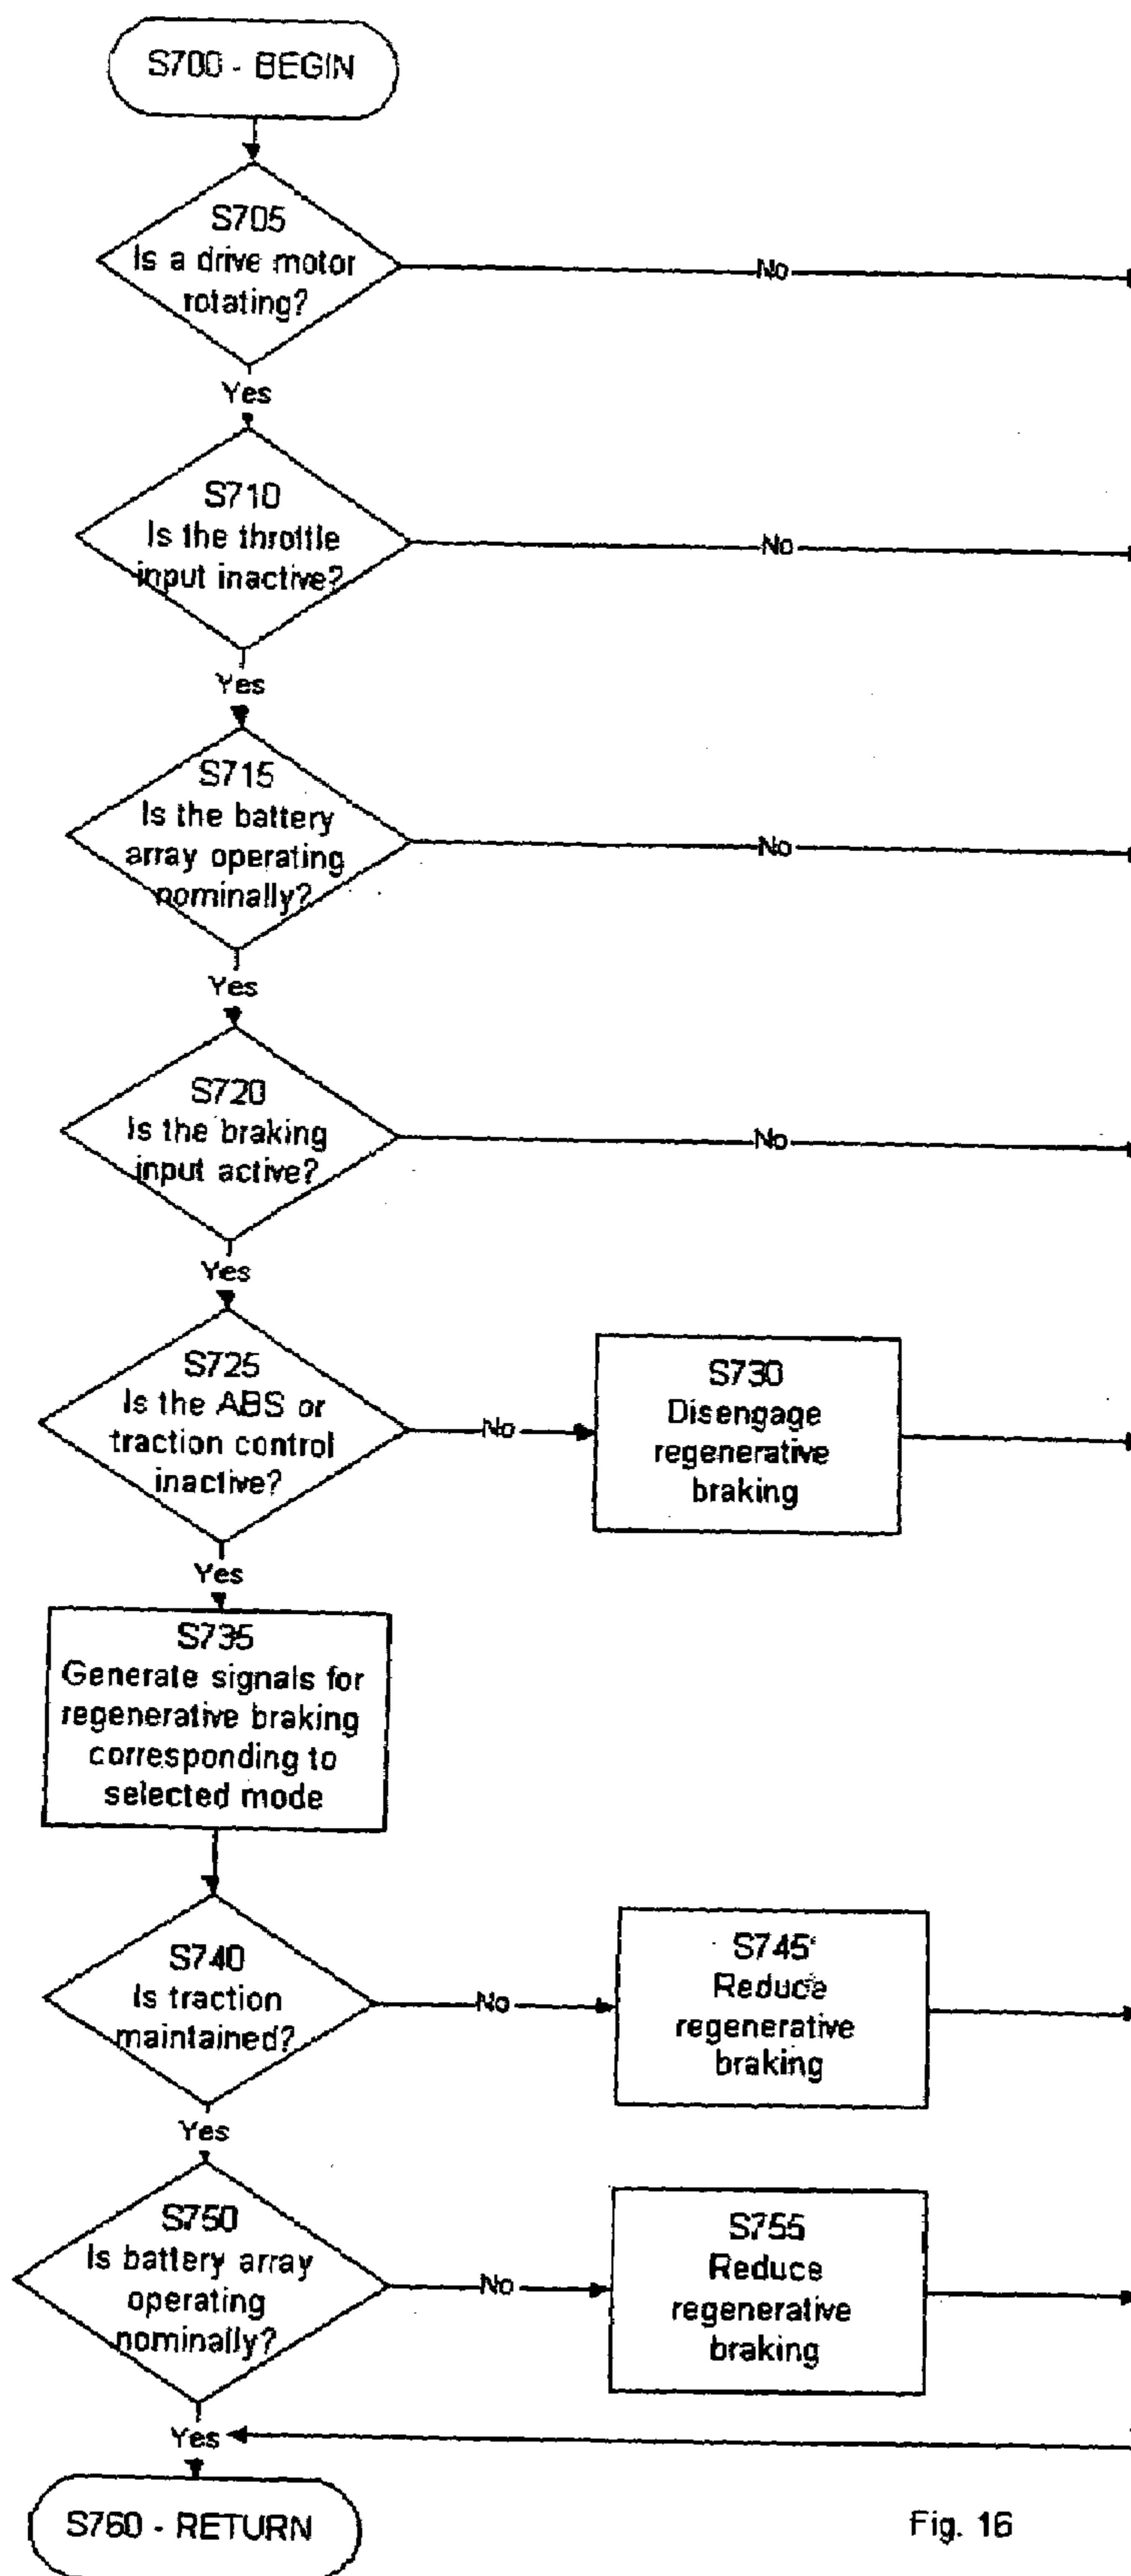 S700 - BEGIN
S705
Is a drive motor
rotating?
No
Yes
S710
Is the throttle
input inactive?
No
Yes
S715
Is the battery
array operating
nominally?
No
Yes
S720
Is the braking
input active?
No
Yes
S725
Is the ABS or
traction control
inactive?
No
S730
Disengage
regenerative
braking
Yes
S735
Generate signals for
regenerative braking
corresponding to
selected mode
S740
Is traction
maintained?
No
S745
Reduce
regenerative
braking
Yes
S750
Is battery array
operating
nominally?
No
S755
Reduce
regenerative
braking
Yes
S760 - RETURN
Fig. 16